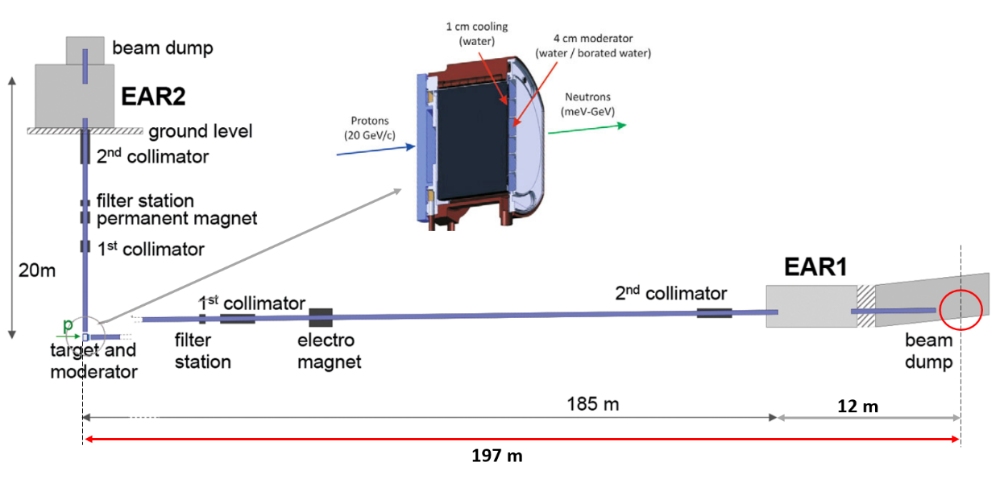 1 cm cooling
(water)
4 cm moderator
(water / borated water)
beam dump
EAR2
Neutrons
(meV-GeV)
Protons
(20 GeV/c)
ground level
2nd collimator
filter station
permanent magnet
1st collimator
20m
EAR1
2nd collimator
1st collimator
p
target and
moderator
filter
station
electro
magnet
beam
dump
185 m
12 m
197 m